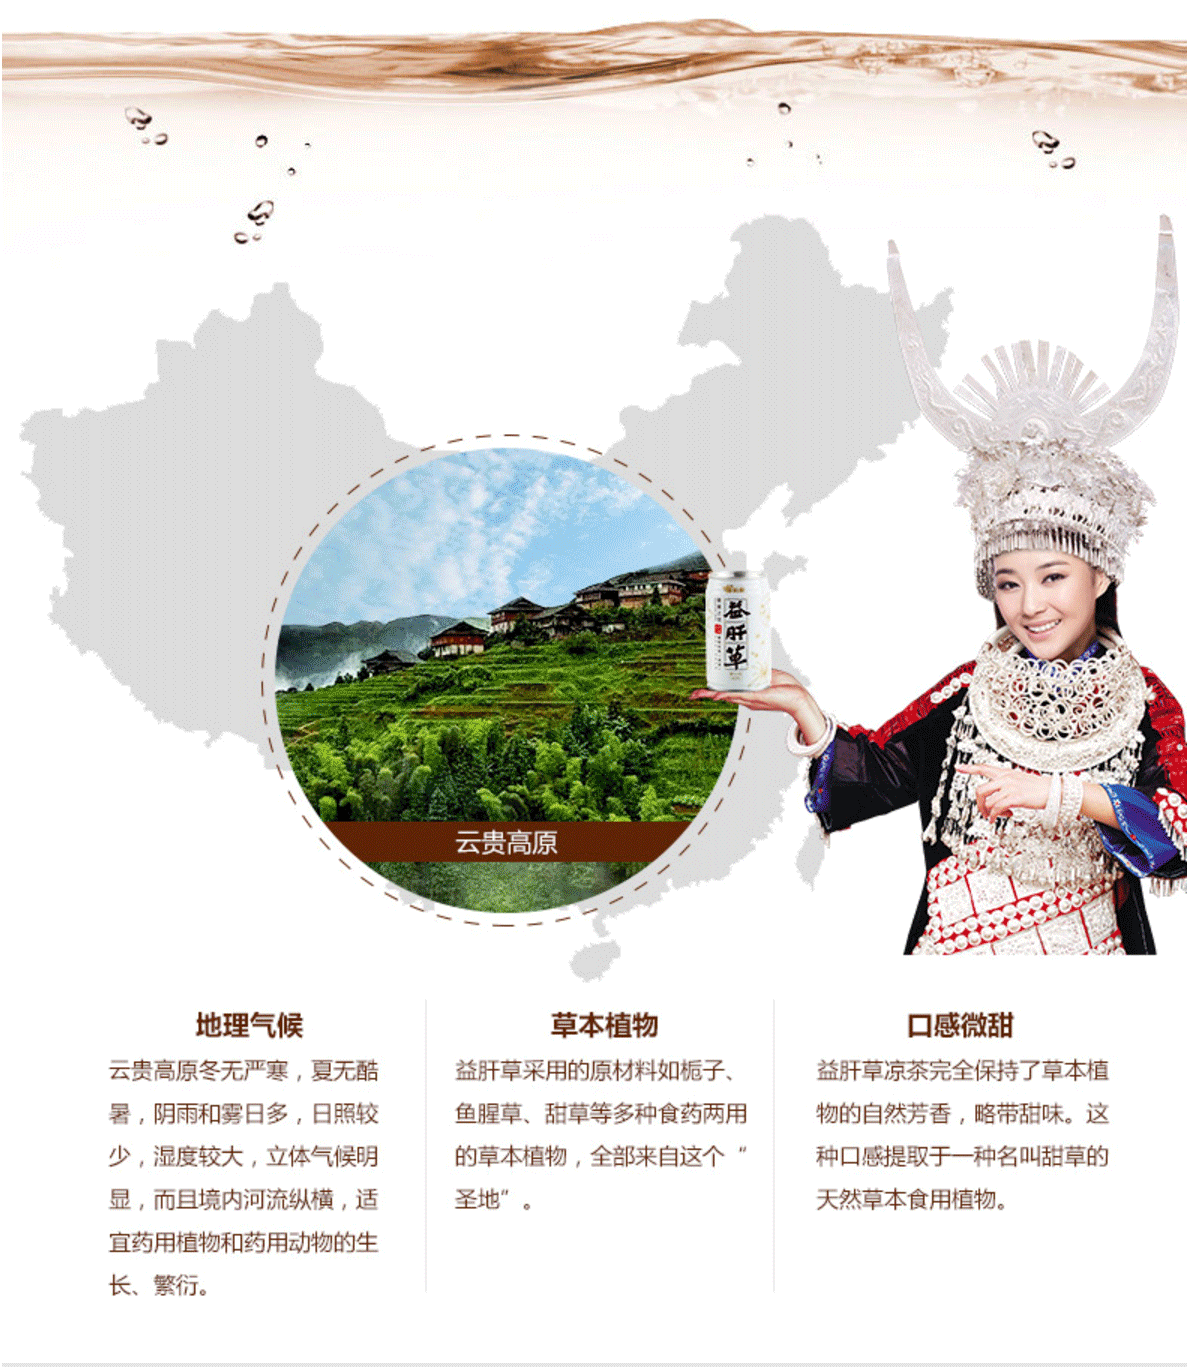 益肝草
云贵高原
地理气候
云贵高原冬无严寒，夏无酷
暑，阴雨和雾日多，日照较
少，湿度较大，立体气候明
显，而且境内河流纵横，适
宜药用植物和药用动物的生
长、繁衍。
草本植物
益肝草采用的原材料如栀子、
鱼腥草、甜草等多种食药两用
的草本植物，全部来自这个“
圣地”。
口感微甜
益肝草凉茶完全保持了草本植
物的自然芳香，略带甜味。这
种口感提取于一种名叫甜草的
天然草本食用植物。